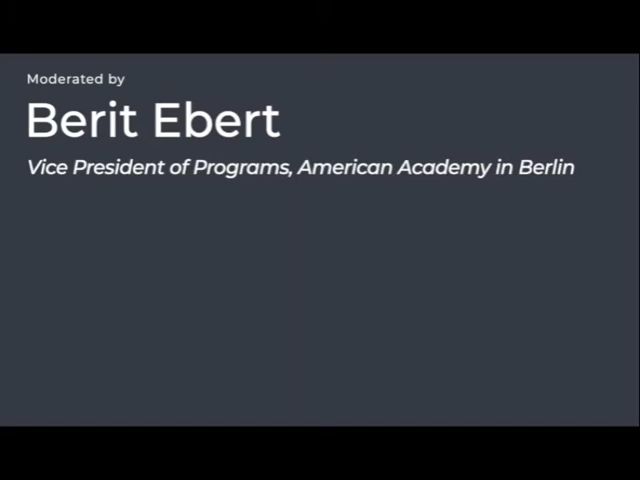 Moderated by
Berit Ebert
Vice President of Programs, American Academy in Berlin